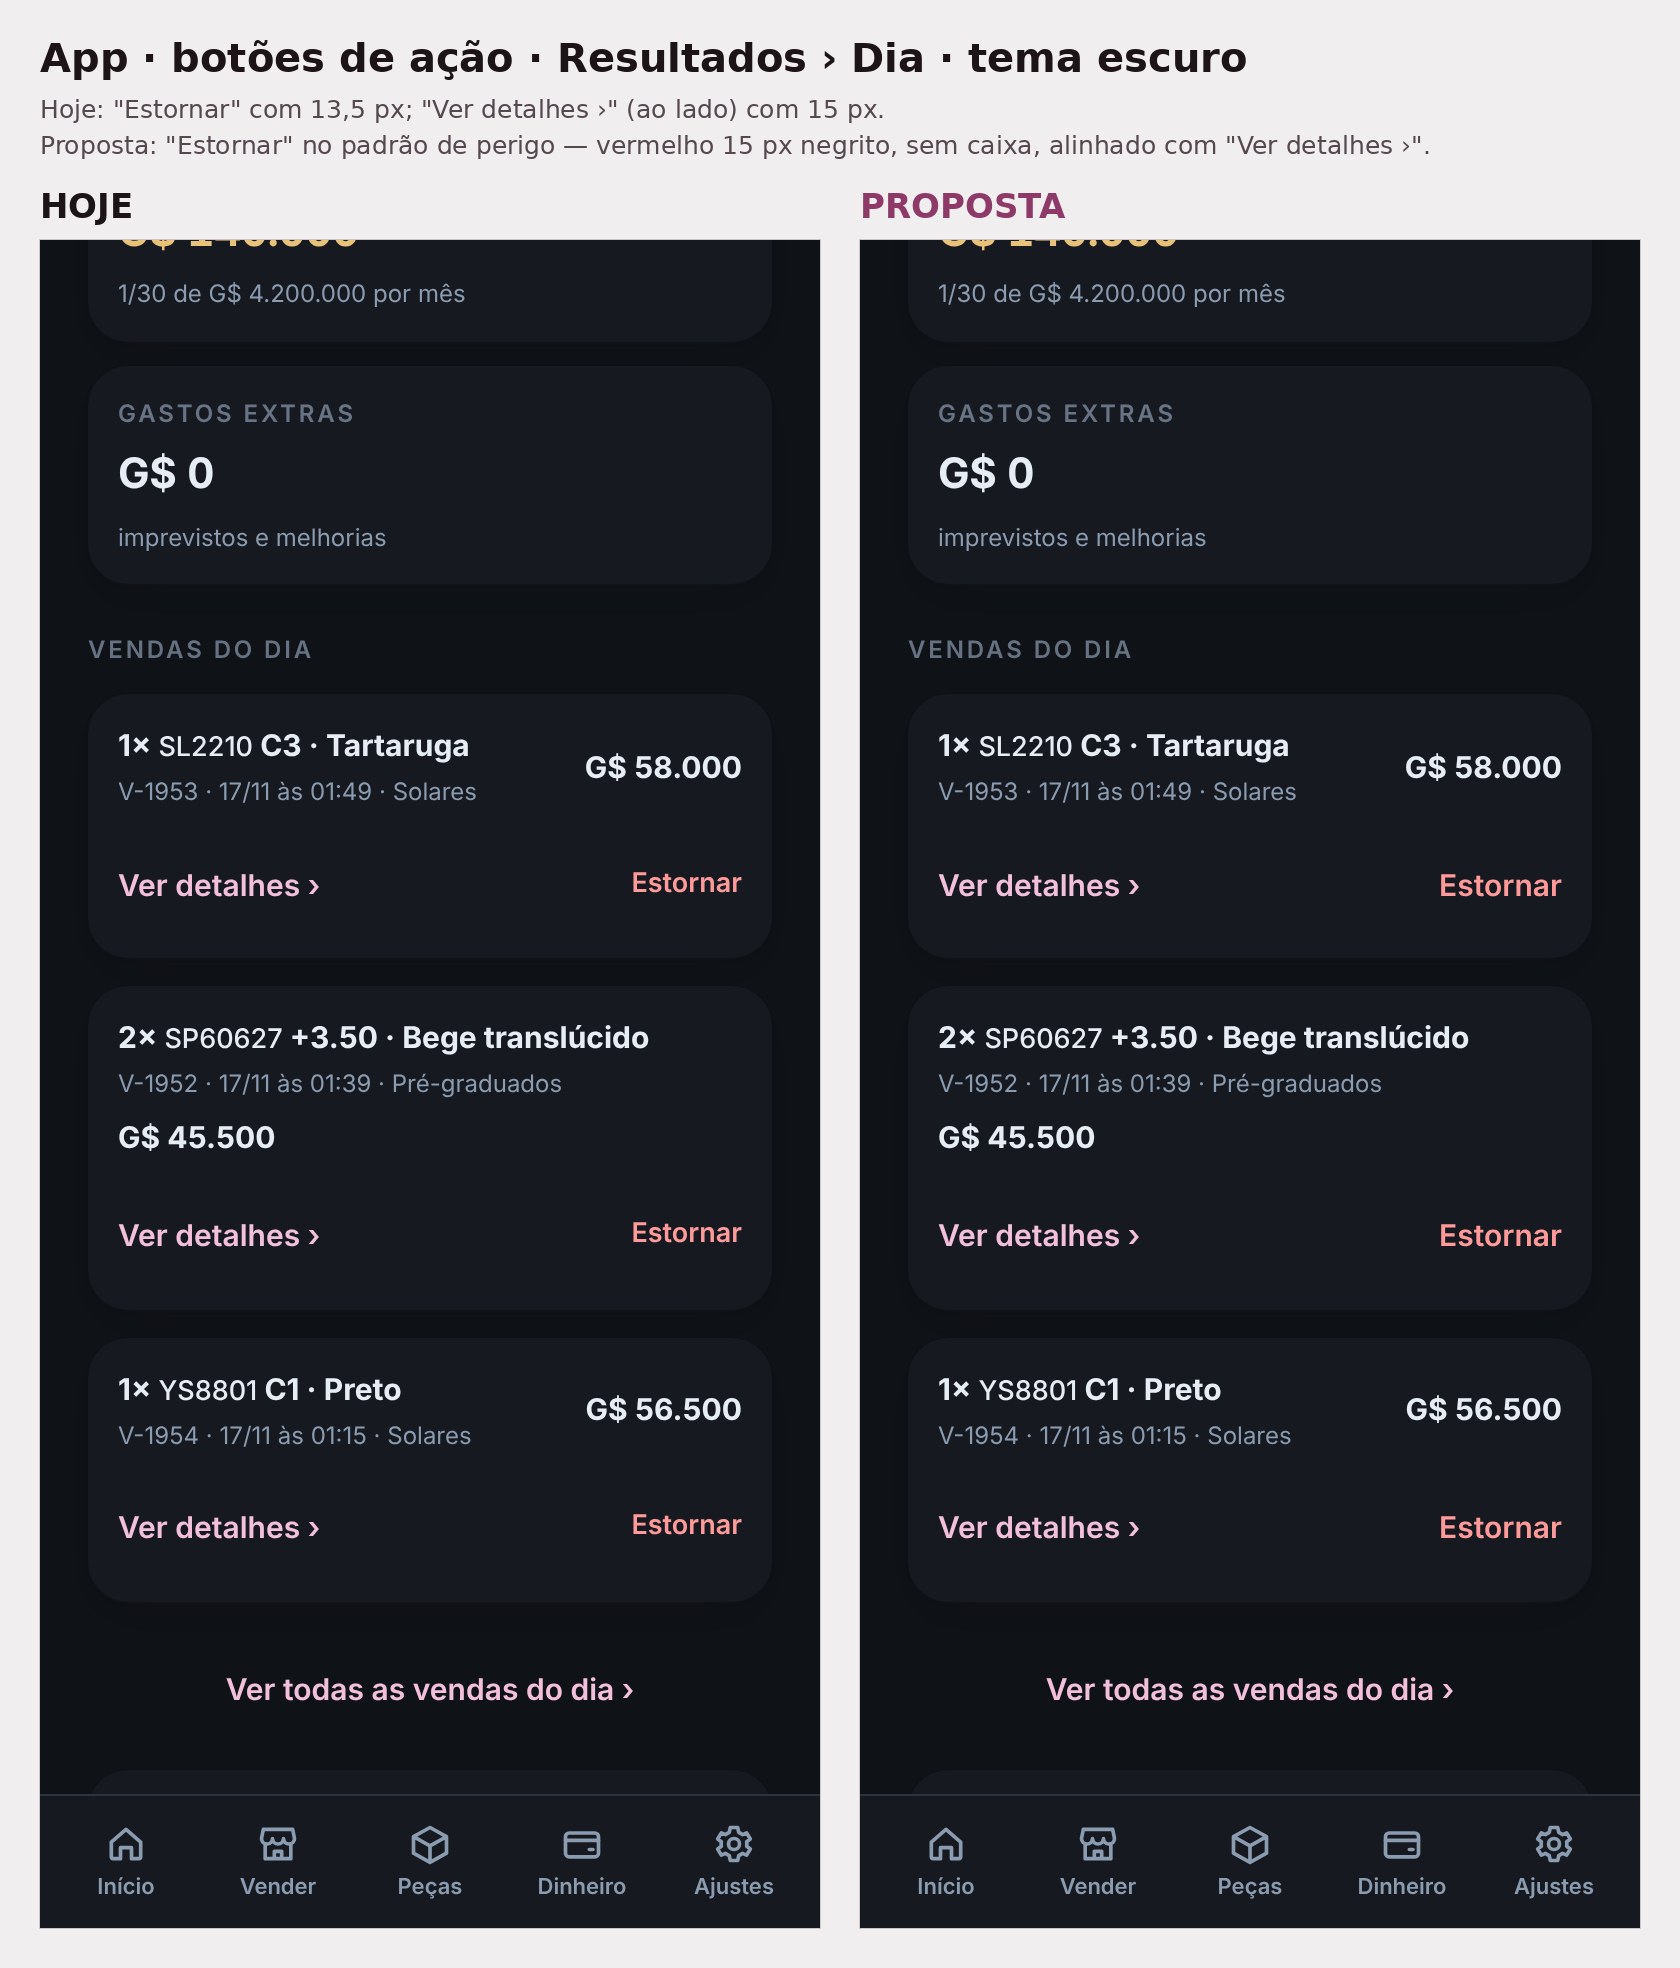 App · botões de ação · Resultados › Dia · tema escuro
Hoje: "Estornar" com 13,5 px; "Ver detalhes ›" (ao lado) com 15 px.
Proposta: "Estornar" no padrão de perigo — vermelho 15 px negrito, sem caixa, alinhado com "Ver detalhes ›".
HOJE
1/30 de G$ 4.200.000 por mês
GASTOS EXTRAS
G$ 0
imprevistos e melhorias
VENDAS DO DIA
1× SL2210 C3 · Tartaruga
G$ 58.000
V-1953 · 17/11 às 01:49 · Solares
Ver detalhes ›
Estornar
2× SP60627 +3.50 · Bege translúcido
V-1952 · 17/11 às 01:39 · Pré-graduados
G$ 45.500
Ver detalhes ›
Estornar
1× YS8801 C1 · Preto
G$ 56.500
V-1954 · 17/11 às 01:15 · Solares
Ver detalhes ›
Estornar
Ver todas as vendas do dia ›
Início
Vender
Peças
Dinheiro
Ajustes
PROPOSTA
1/30 de G$ 4.200.000 por mês
GASTOS EXTRAS
G$ 0
imprevistos e melhorias
VENDAS DO DIA
1× SL2210 C3 · Tartaruga
G$ 58.000
V-1953 · 17/11 às 01:49 · Solares
Ver detalhes ›
Estornar
2× SP60627 +3.50 · Bege translúcido
V-1952 · 17/11 às 01:39 · Pré-graduados
G$ 45.500
Ver detalhes ›
Estornar
1× YS8801 C1 · Preto
G$ 56.500
V-1954 · 17/11 às 01:15 · Solares
Ver detalhes ›
Estornar
Ver todas as vendas do dia ›
Início
Vender
Peças
Dinheiro
Ajustes